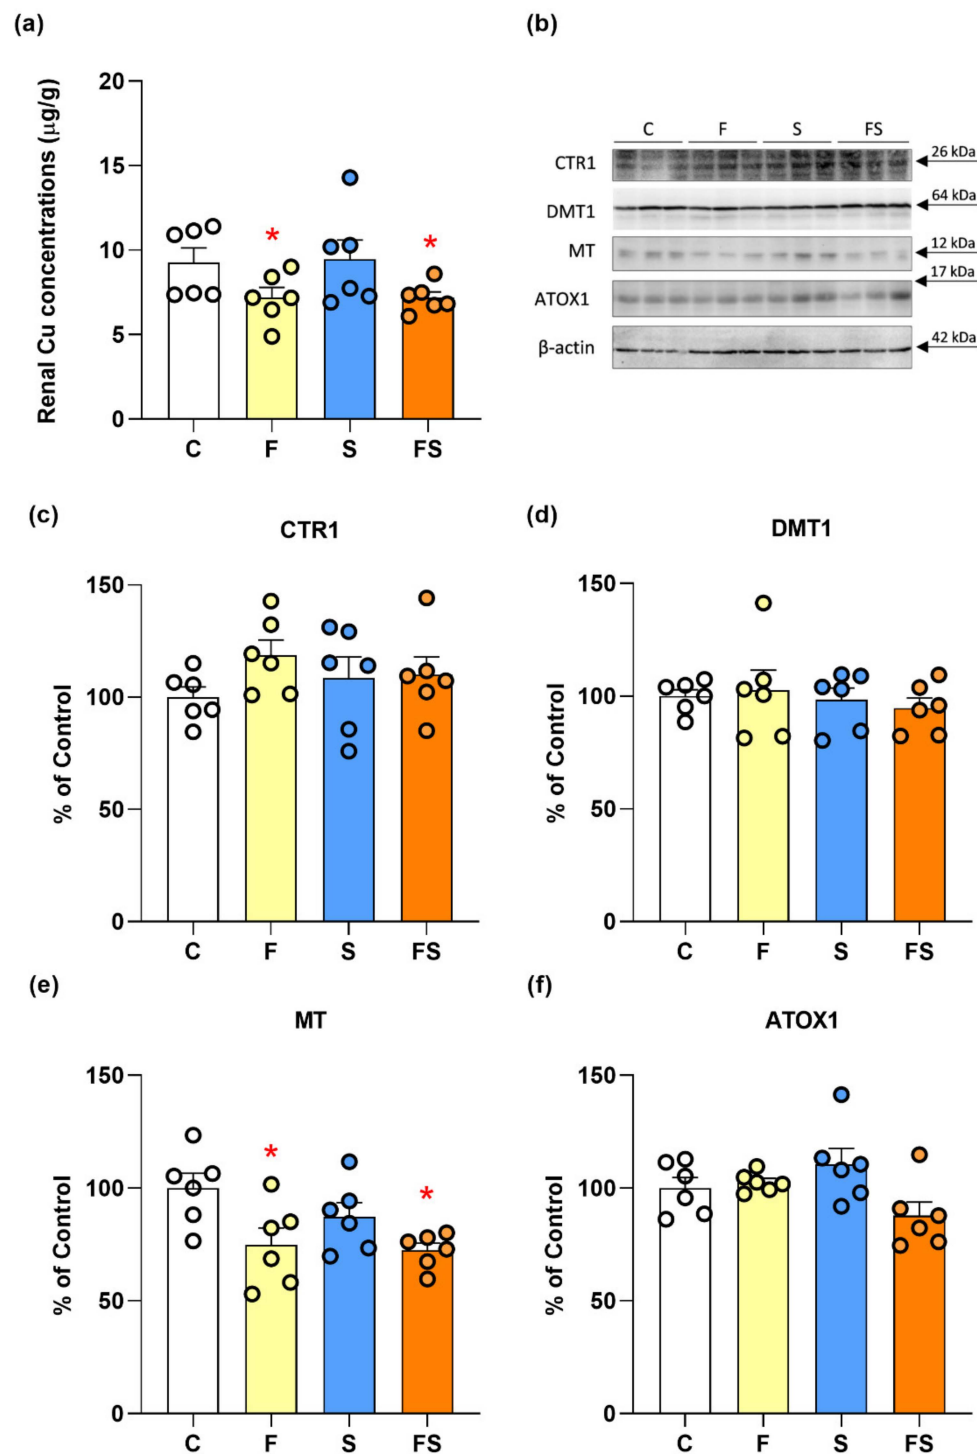 (a)
Renal Cu concentrations (µg/g)
20
15
10
5
0
*
*
C F S FS
(b)
C F S FS
CTR1 26 kDa
DMT1 64 kDa
MT 12 kDa
17 kDa
ATOX1
β-actin 42 kDa
(c)
CTR1
% of Control
150
100
50
0
C F S FS
(d)
DMT1
% of Control
150
100
50
0
C F S FS
(e)
MT
% of Control
150
100
50
0
*
*
C F S FS
(f)
ATOX1
% of Control
150
100
50
0
C F S FS